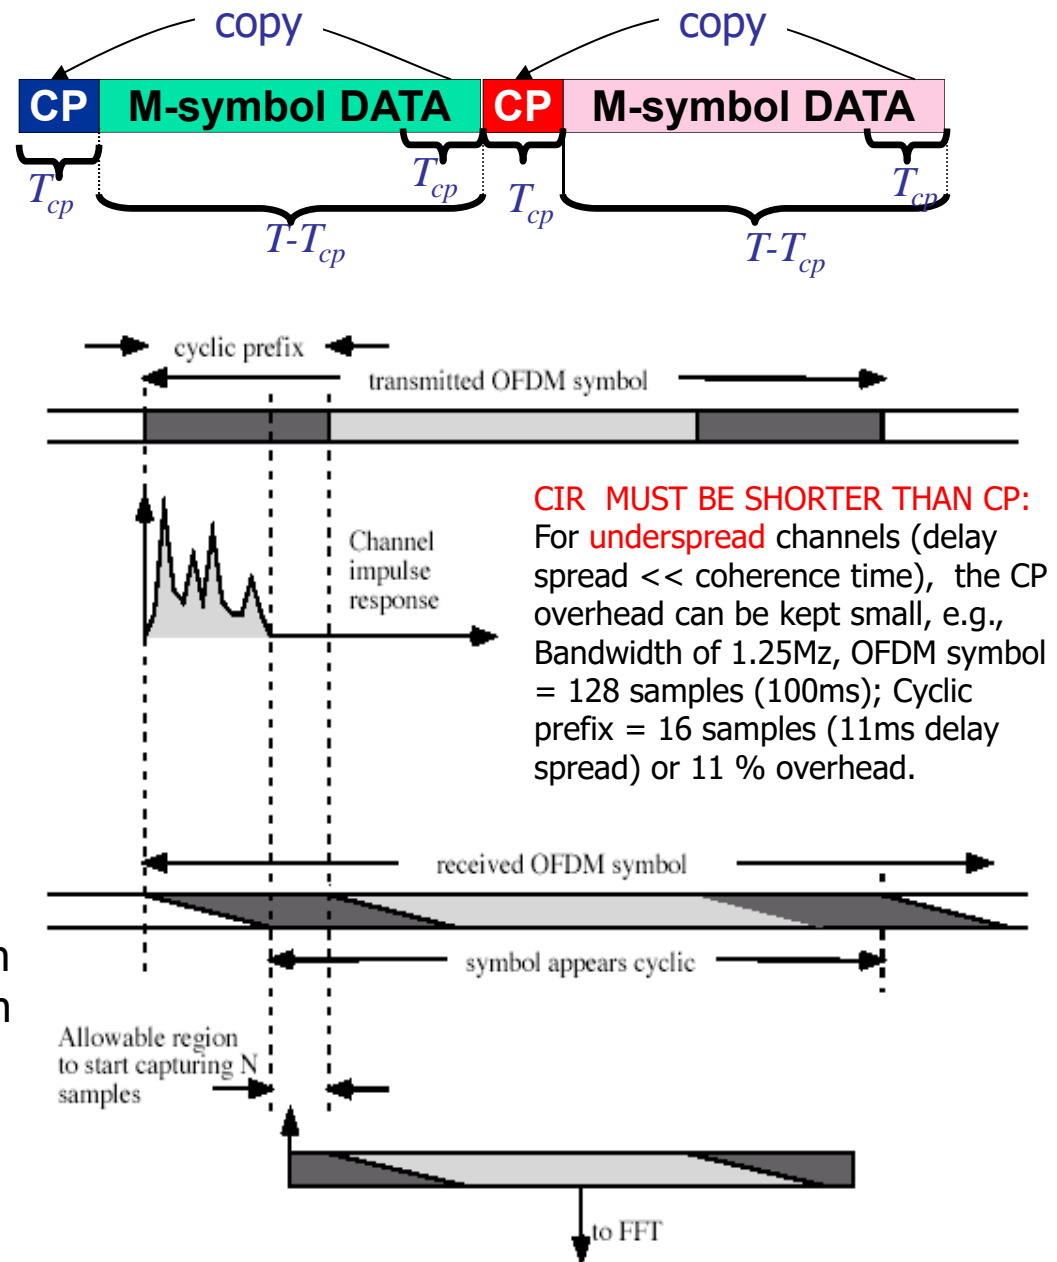 copy copy
CP M-symbol DATA CP M-symbol DATA
Tcp Tcp Tcp Tcp
T-Tcp T-Tcp
cyclic prefix
transmitted OFDM symbol
Channel
impulse
response
CIR MUST BE SHORTER THAN CP:
For underspread channels (delay
spread << coherence time), the CP
overhead can be kept small, e.g.,
Bandwidth of 1.25Mz, OFDM symbol
= 128 samples (100ms); Cyclic
prefix = 16 samples (11ms delay
spread) or 11 % overhead.
received OFDM symbol
symbol appears cyclic
Allowable region
to start capturing N
samples
to FFT